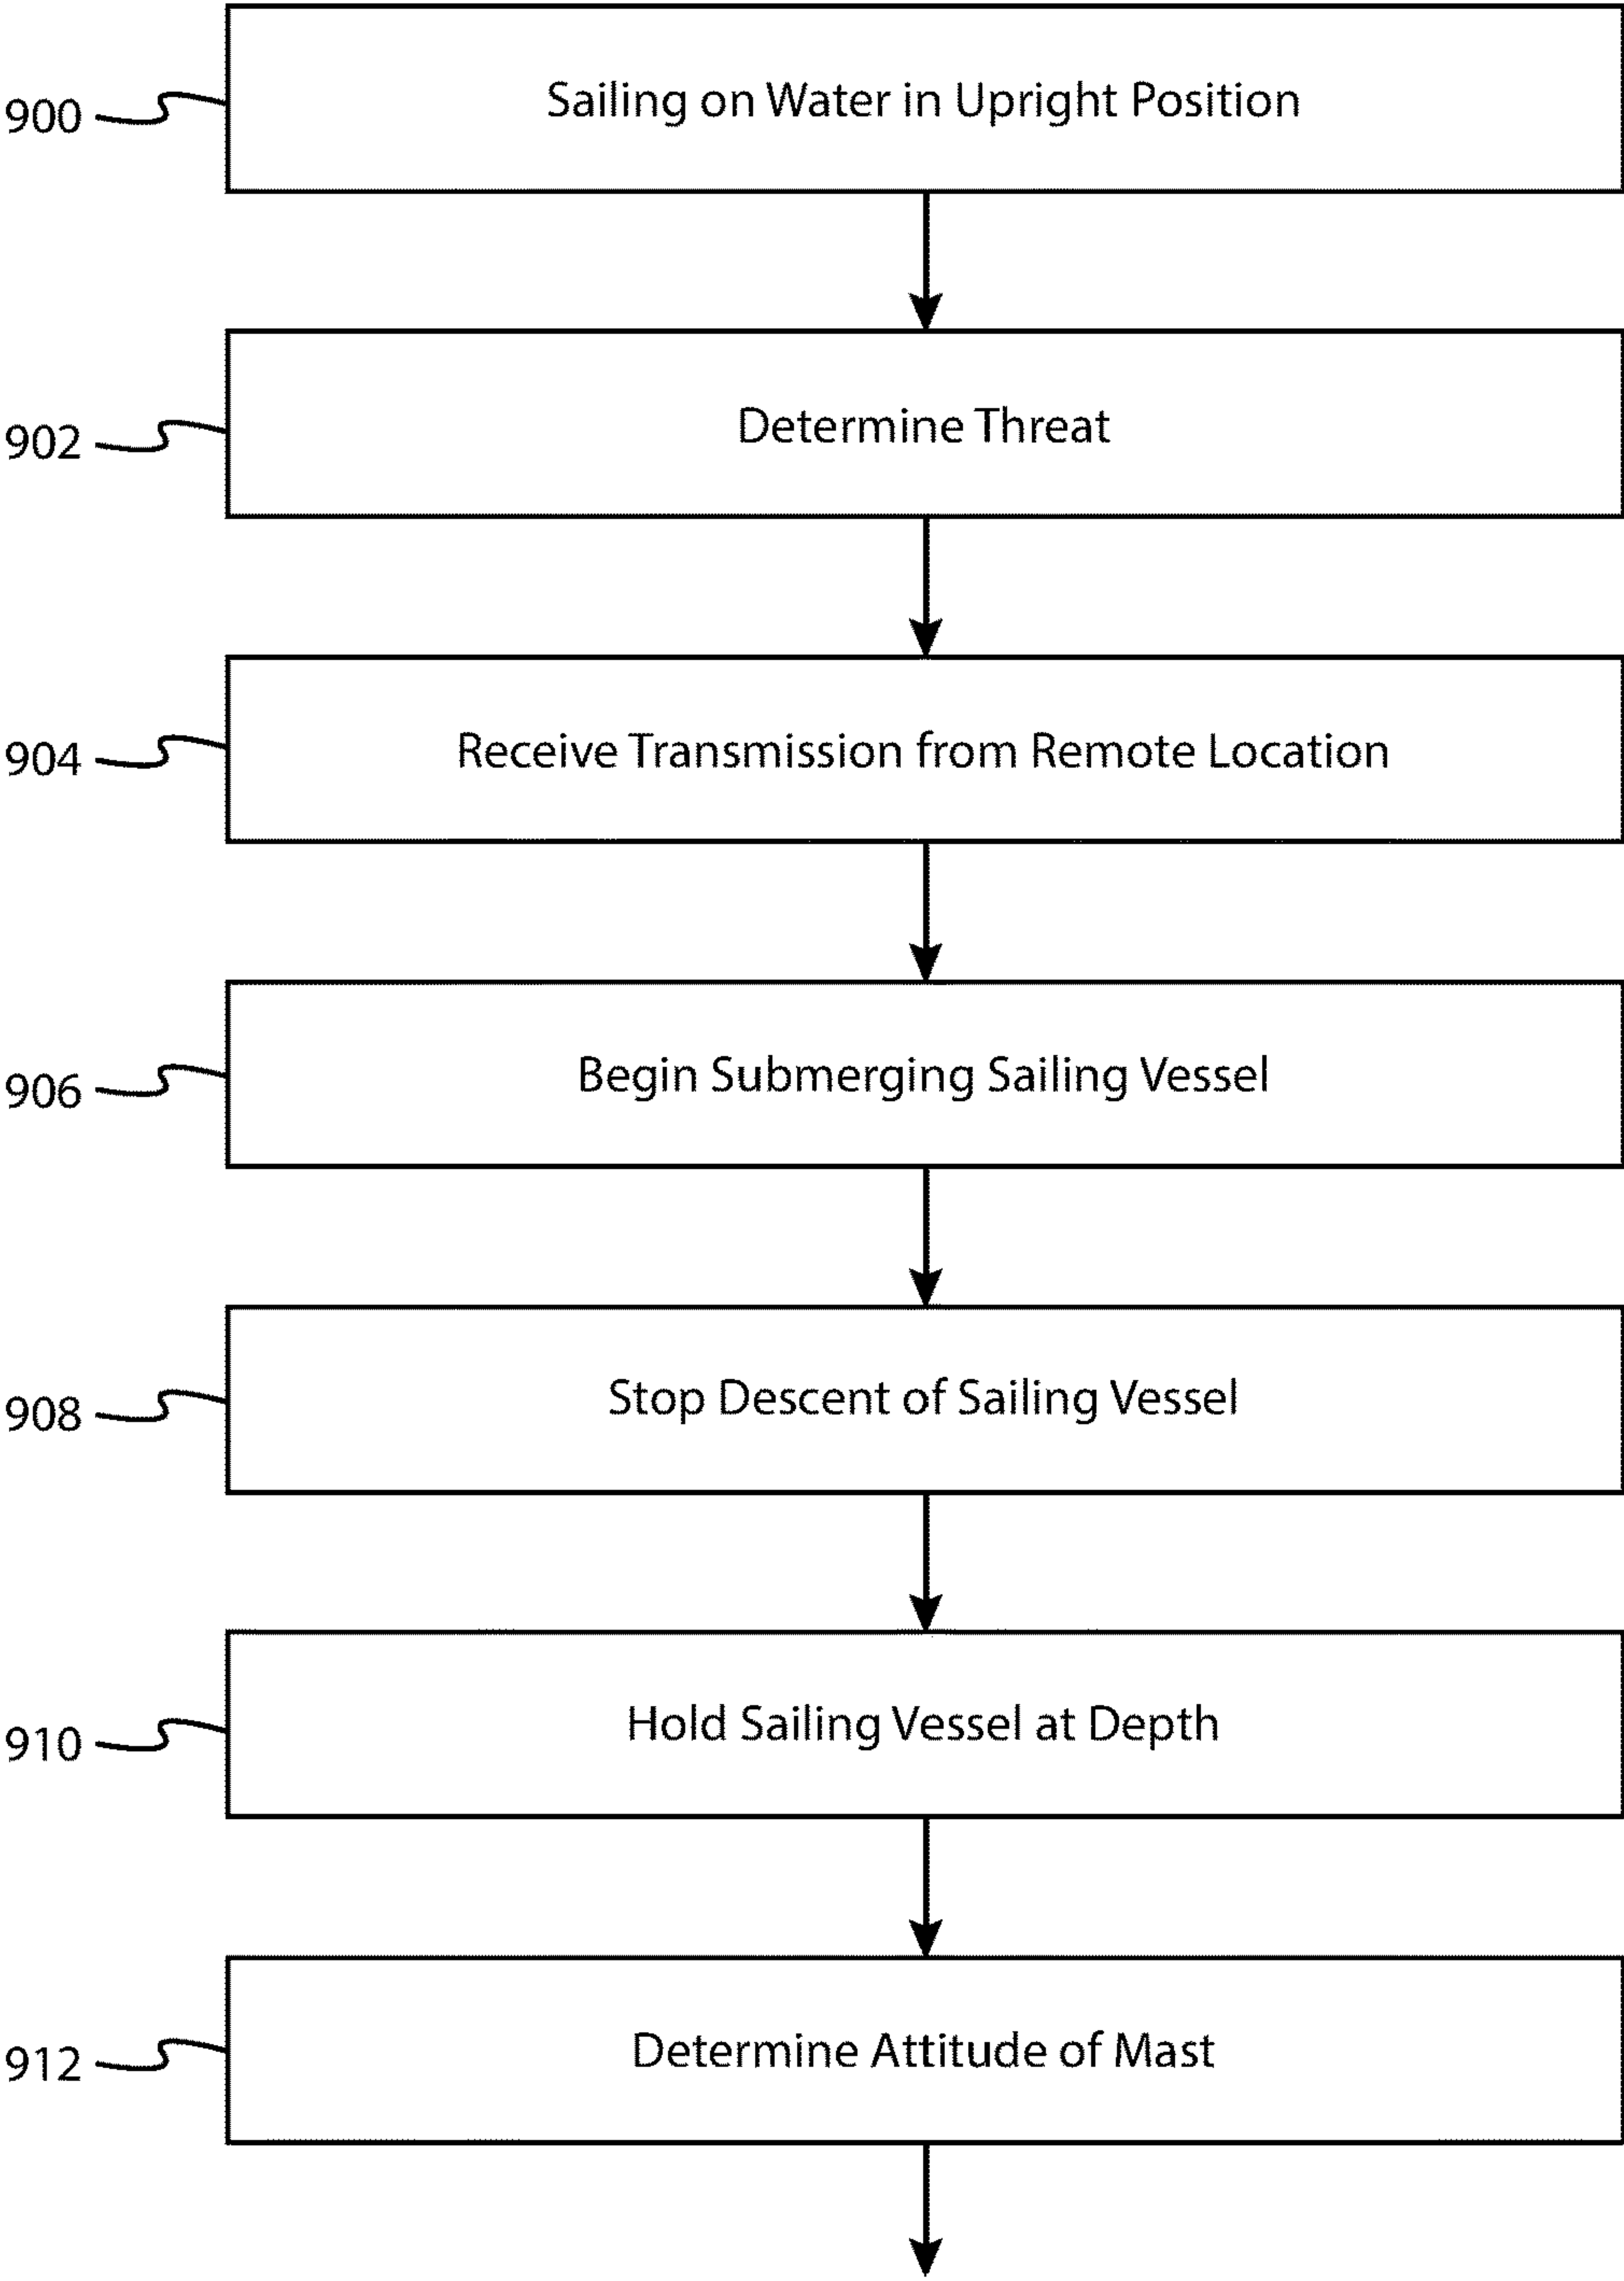 900 Sailing on Water in Upright Position
902 Determine Threat
904 Receive Transmission from Remote Location
906 Begin Submerging Sailing Vessel
908 Stop Descent of Sailing Vessel
910 Hold Sailing Vessel at Depth
912 Determine Attitude of Mast